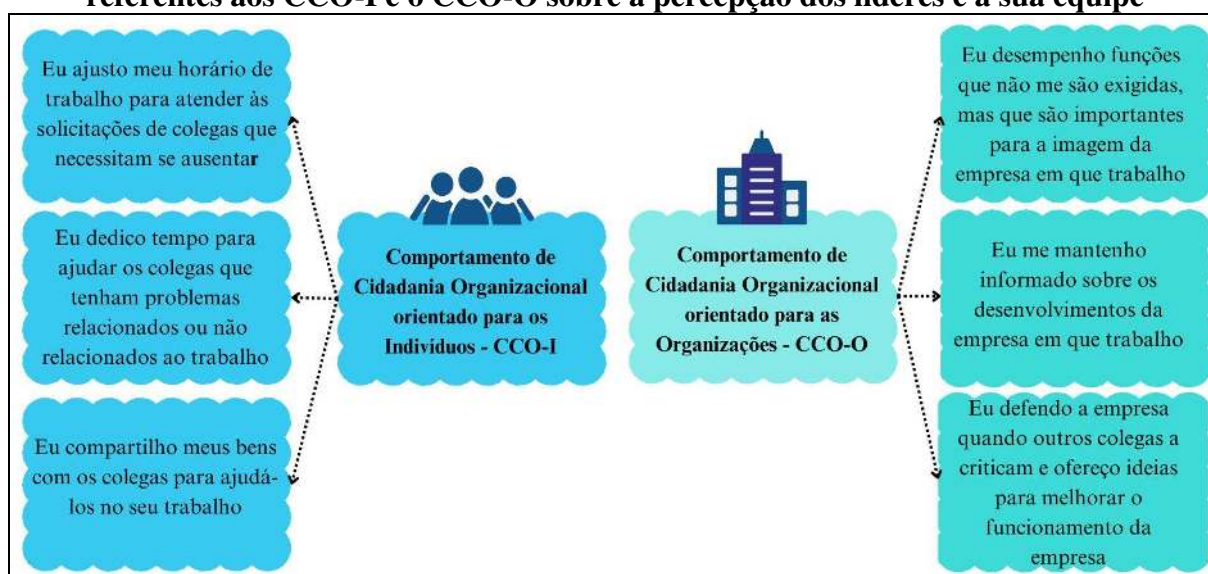 referentes aos CCO-I e o CCO-O sobre a percepção dos líderes e a sua equipe
Eu ajusto meu horário de
trabalho para atender às
solicitações de colegas que
necessitam se ausentar
Eu dedico tempo para
ajudar os colegas que
tenham problemas
relacionados ou não
relacionados ao trabalho
Eu compartilho meus bens
com os colegas para ajudá-
los no seu trabalho
Comportamento de
Cidadania Organizacional
orientado para os
Indivíduos - CCO-I
Comportamento de
Cidadania Organizacional
orientado para as
Organizações - CCO-O
Eu desempenho funções
que não me são exigidas,
mas que são importantes
para a imagem da
empresa em que trabalho
Eu me mantenho
informado sobre os
desenvolvimentos da
empresa em que trabalho
Eu defendo a empresa
quando outros colegas a
criticam e ofereço ideias
para melhorar o
funcionamento da
empresa